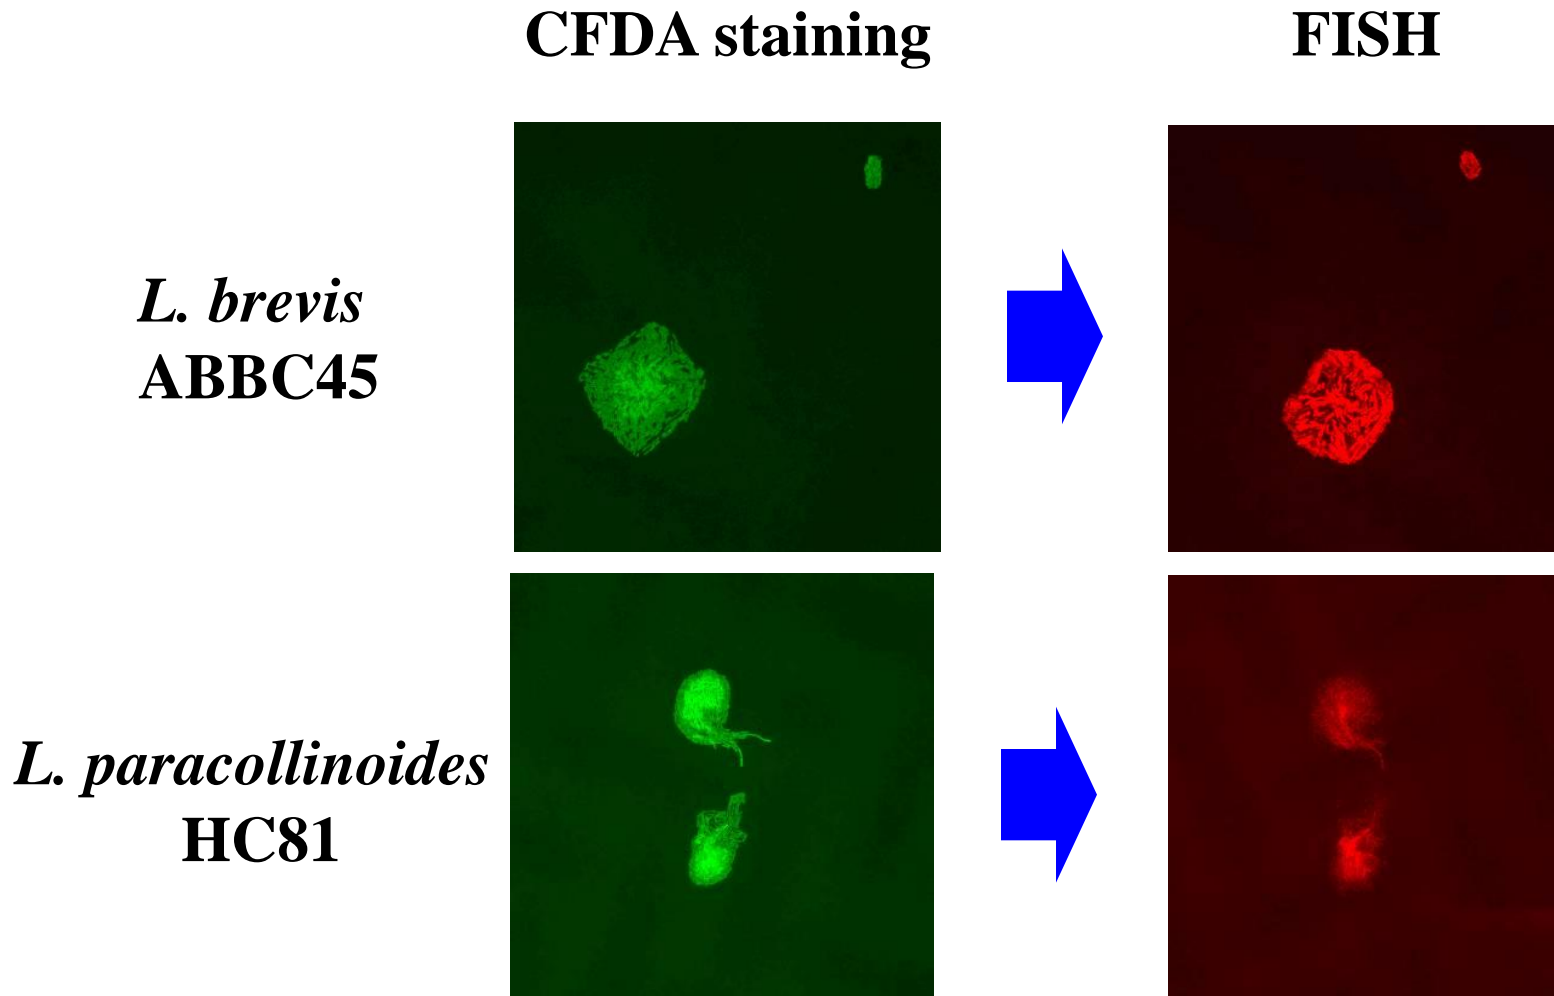 CFDA staining
FISH
L. brevis
ABBC45
L. paracollinoides
HC81